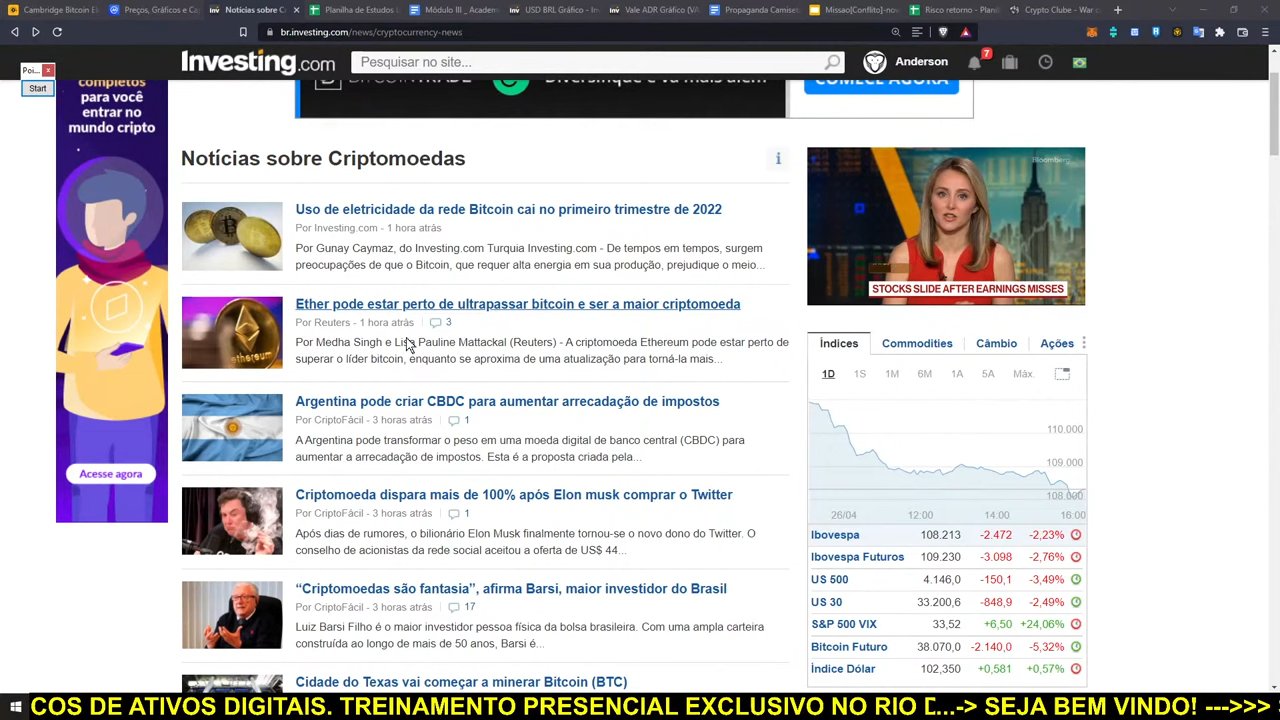 Cambridge Bitcoin El
Preços, Gráficos e Ci
Notícias sobre Cripto
Planilha de Estudo -
Módulo III _ Academ
USD BRL Gráfico - In
Vale ADR Gráfico (VA
Propaganda Camisa
Missao[Conflito]-nov
Risco retorno - Planil
Crypto Clube - Warre
br.investing.com/news/cryptocurrency-news
Poi...
Start
Investing.com
Pesquisar no site...
Anderson
7
completos
para você
entrar no
mundo cripto
Acesse agora
Diversifique e vá mais além
COMECE AGORA
Notícias sobre Criptomoedas
Uso de eletricidade da rede Bitcoin cai no primeiro trimestre de 2022
Por Investing.com - 1 hora atrás
Por Gunay Caymaz, do Investing.com Turquia Investing.com - De tempos em tempos, surgem
preocupações de que o Bitcoin, que requer alta energia em sua produção, prejudique o meio...
Ether pode estar perto de ultrapassar bitcoin e ser a maior criptomoeda
Por Reuters - 1 hora atrás 3
Por Medha Singh e Lisa Pauline Mattackal (Reuters) - A criptomoeda Ethereum pode estar perto de
superar o líder bitcoin, enquanto se aproxima de uma atualização para torná-la mais...
ethereum
Argentina pode criar CBDC para aumentar arrecadação de impostos
Por CriptoFácil - 3 horas atrás 1
A Argentina pode transformar o peso em uma moeda digital de banco central (CBDC) para
aumentar a arrecadação de impostos. Esta é a proposta criada pela...
Criptomoeda dispara mais de 100% após Elon musk comprar o Twitter
Por CriptoFácil - 3 horas atrás 1
Após dias de rumores, o bilionário Elon Musk finalmente tornou-se o novo dono do Twitter. O
conselho de acionistas da rede social aceitou a oferta de US$ 44...
“Criptomoedas são fantasia”, afirma Barsi, maior investidor do Brasil
Por CriptoFácil - 3 horas atrás 17
Luiz Barsi Filho é o maior investidor pessoa física da bolsa brasileira. Com uma ampla carteira
construída ao longo de mais de 50 anos, Barsi é...
Cidade do Texas vai começar a minerar Bitcoin (BTC)
Bloomberg
STOCKS SLIDE AFTER EARNINGS MISSES
Índices Commodities Câmbio Ações
1D 1S 1M 6M 1A 5A Máx.
110.000
109.000
108.000
26/04 12:00 14:00 16:00
Ibovespa 108.213 -2.472 -2,23%
Ibovespa Futuros 109.230 -3.098 -2,76%
US 500 4.146,0 -150,1 -3,49%
US 30 33.200,6 -848,9 -2,49%
S&P 500 VIX 33,52 +6,50 +24,06%
Bitcoin Futuro 38.070,0 -2.140,0 -5,32%
Índice Dólar 102,350 +0,581 +0,57%
COS DE ATIVOS DIGITAIS. TREINAMENTO PRESENCIAL EXCLUSIVO NO RIO D...-> SEJA BEM VINDO! --->>>